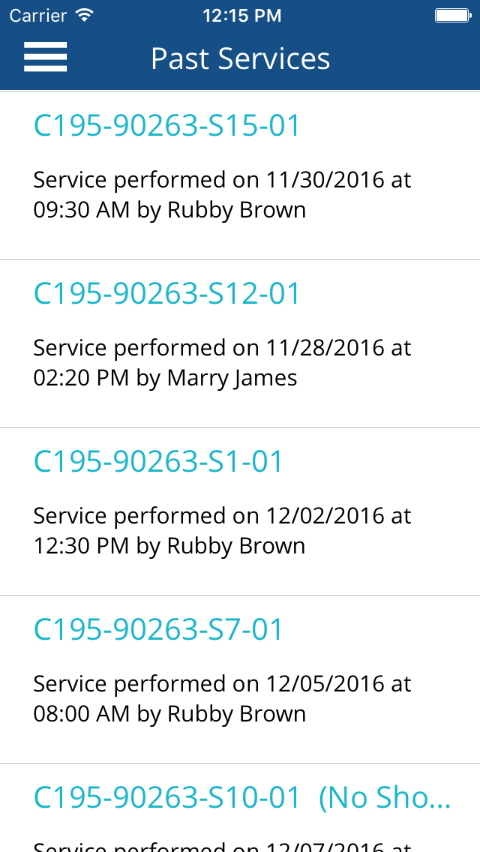 Carrier 12:15 PM
Past Services
C195-90263-S15-01
Service performed on 11/30/2016 at
09:30 AM by Rubby Brown
C195-90263-S12-01
Service performed on 11/28/2016 at
02:20 PM by Marry James
C195-90263-S1-01
Service performed on 12/02/2016 at
12:30 PM by Rubby Brown
C195-90263-S7-01
Service performed on 12/05/2016 at
08:00 AM by Rubby Brown
C195-90263-S10-01 (No Sho...
Service performed on 12/07/2016 at